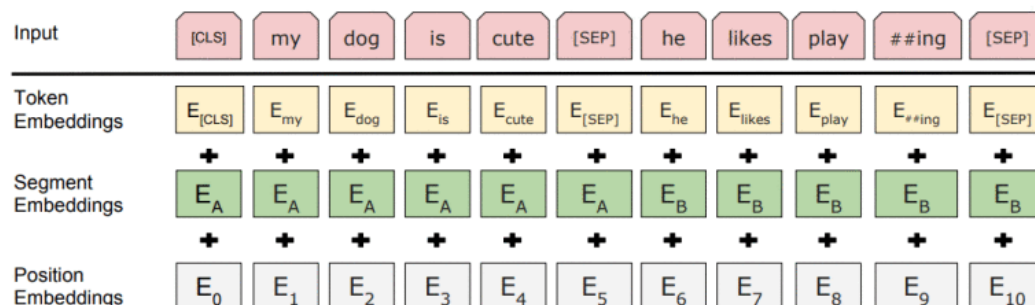 Input [CLS] my dog is cute [SEP] he likes play ##ing [SEP]
Token Embeddings E[CLS] Emy Edog Eis Ecute E[SEP] Ehe Elikes Eplay E##ing E[SEP]
+ + + + + + + + + + +
Segment Embeddings EA EA EA EA EA EA EB EB EB EB EB
+ + + + + + + + + + +
Position Embeddings E0 E1 E2 E3 E4 E5 E6 E7 E8 E9 E10